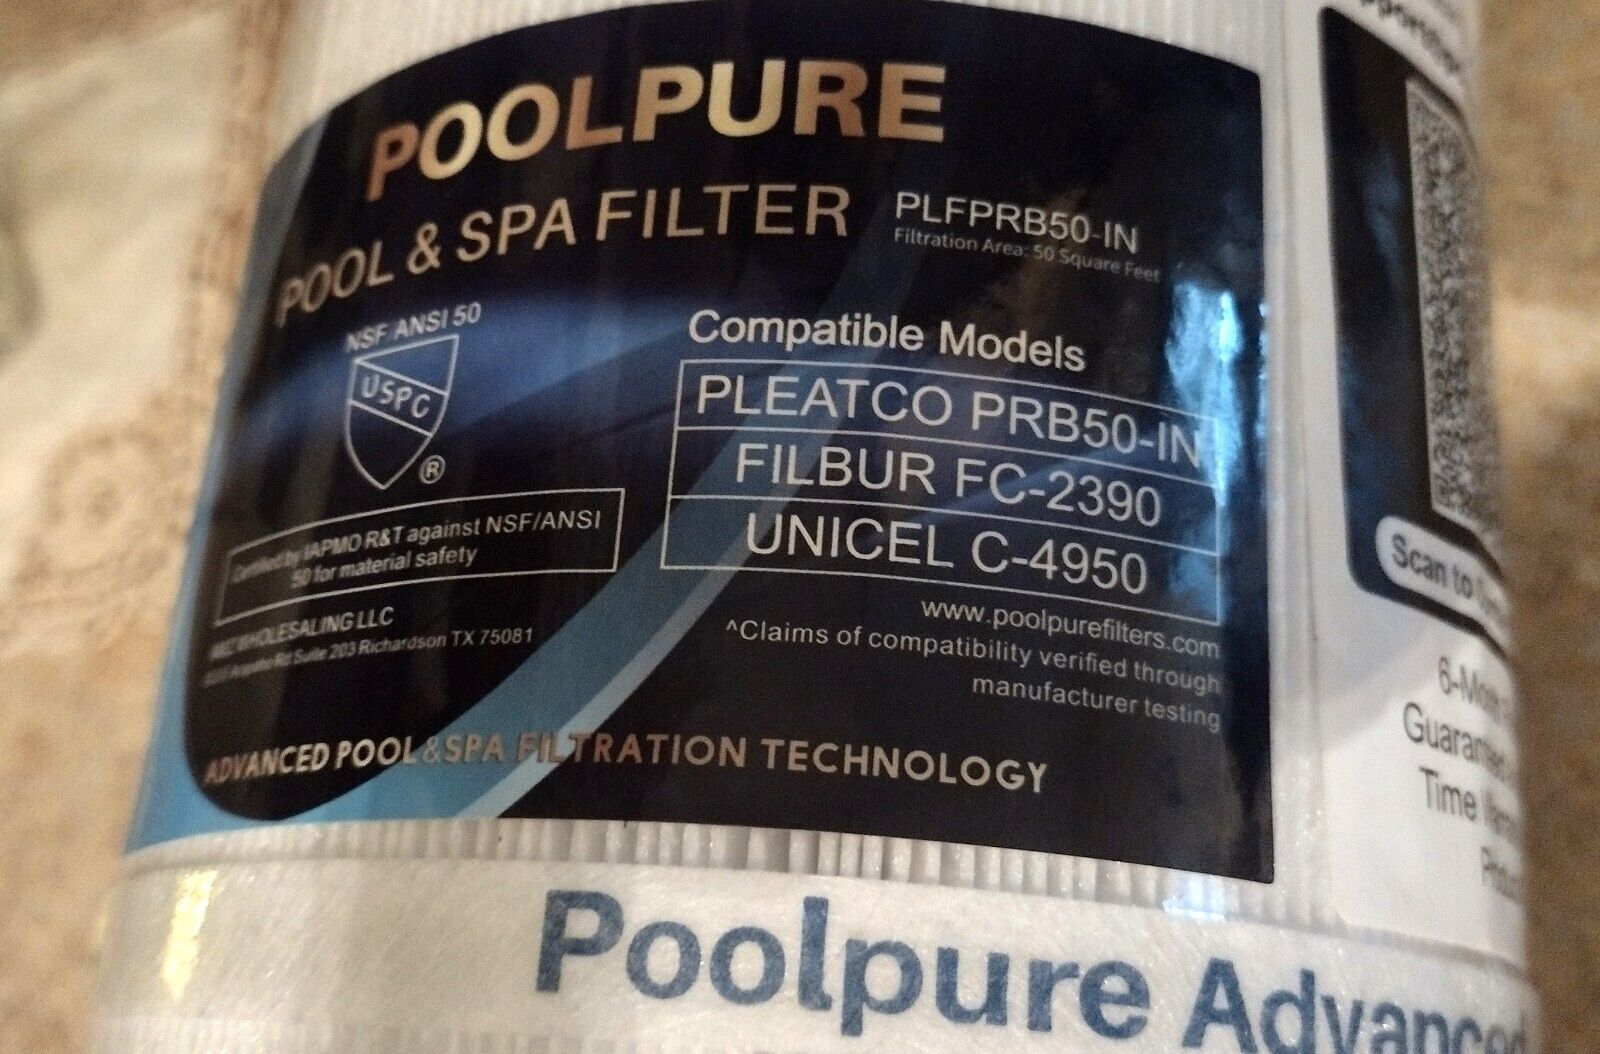 POOLPURE
POOL & SPA FILTER
PLFPRB50-IN
Filtration Area: 50 Square Feet
NSF/ANSI 50
USPC
®
Certified by IAPMO R&T against NSF/ANSI
50 for material safety
WHOLESALING LLC
Suite 203 Richardson TX 75081
Compatible Models
PLEATCO PRB50-IN
FILBUR FC-2390
UNICEL C-4950
www.poolpurefilters.com
^Claims of compatibility verified through
manufacturer testing
ADVANCED POOL&SPA FILTRATION TECHNOLOGY
Scan to
Time
Poolpure Advanced